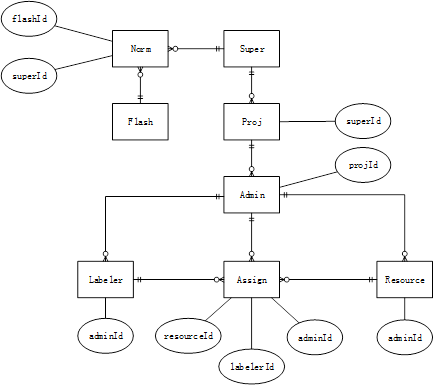 flashId
Norm
Super
superId
Flash
Proj
superId
projId
Admin
Labeler
Assign
Resource
adminId
resourceId
adminId
adminId
labelerId